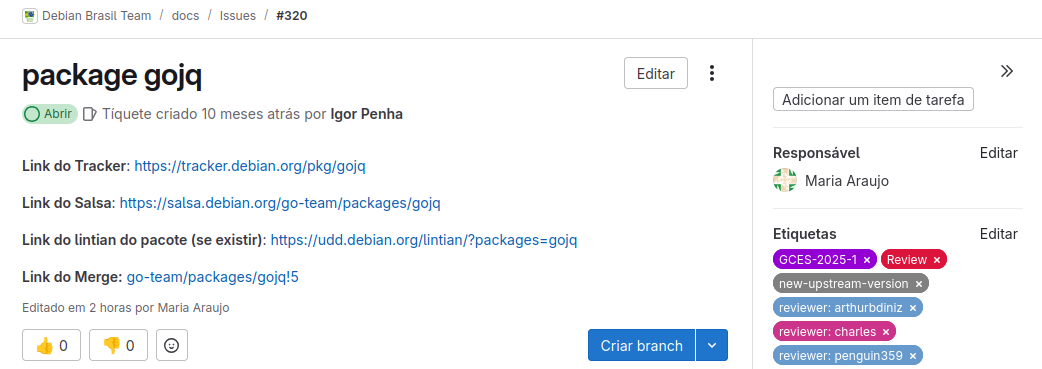 Debian Brasil Team / docs / Issues / #320
package gojq
Editar
Abrir Tíquete criado 10 meses atrás por Igor Penha
Link do Tracker: https://tracker.debian.org/pkg/gojq
Link do Salsa: https://salsa.debian.org/go-team/packages/gojq
Link do lintian do pacote (se existir): https://udd.debian.org/lintian/?packages=gojq
Link do Merge: go-team/packages/gojq!5
Editado em 2 horas por Maria Araujo
👍 0 👎 0
Criar branch
Adicionar um item de tarefa
Responsável Editar
Maria Araujo
Etiquetas Editar
GCES-2025-1 × Review ×
new-upstream-version ×
reviewer: arthurbdiniz ×
reviewer: charles ×
reviewer: penguin359 ×